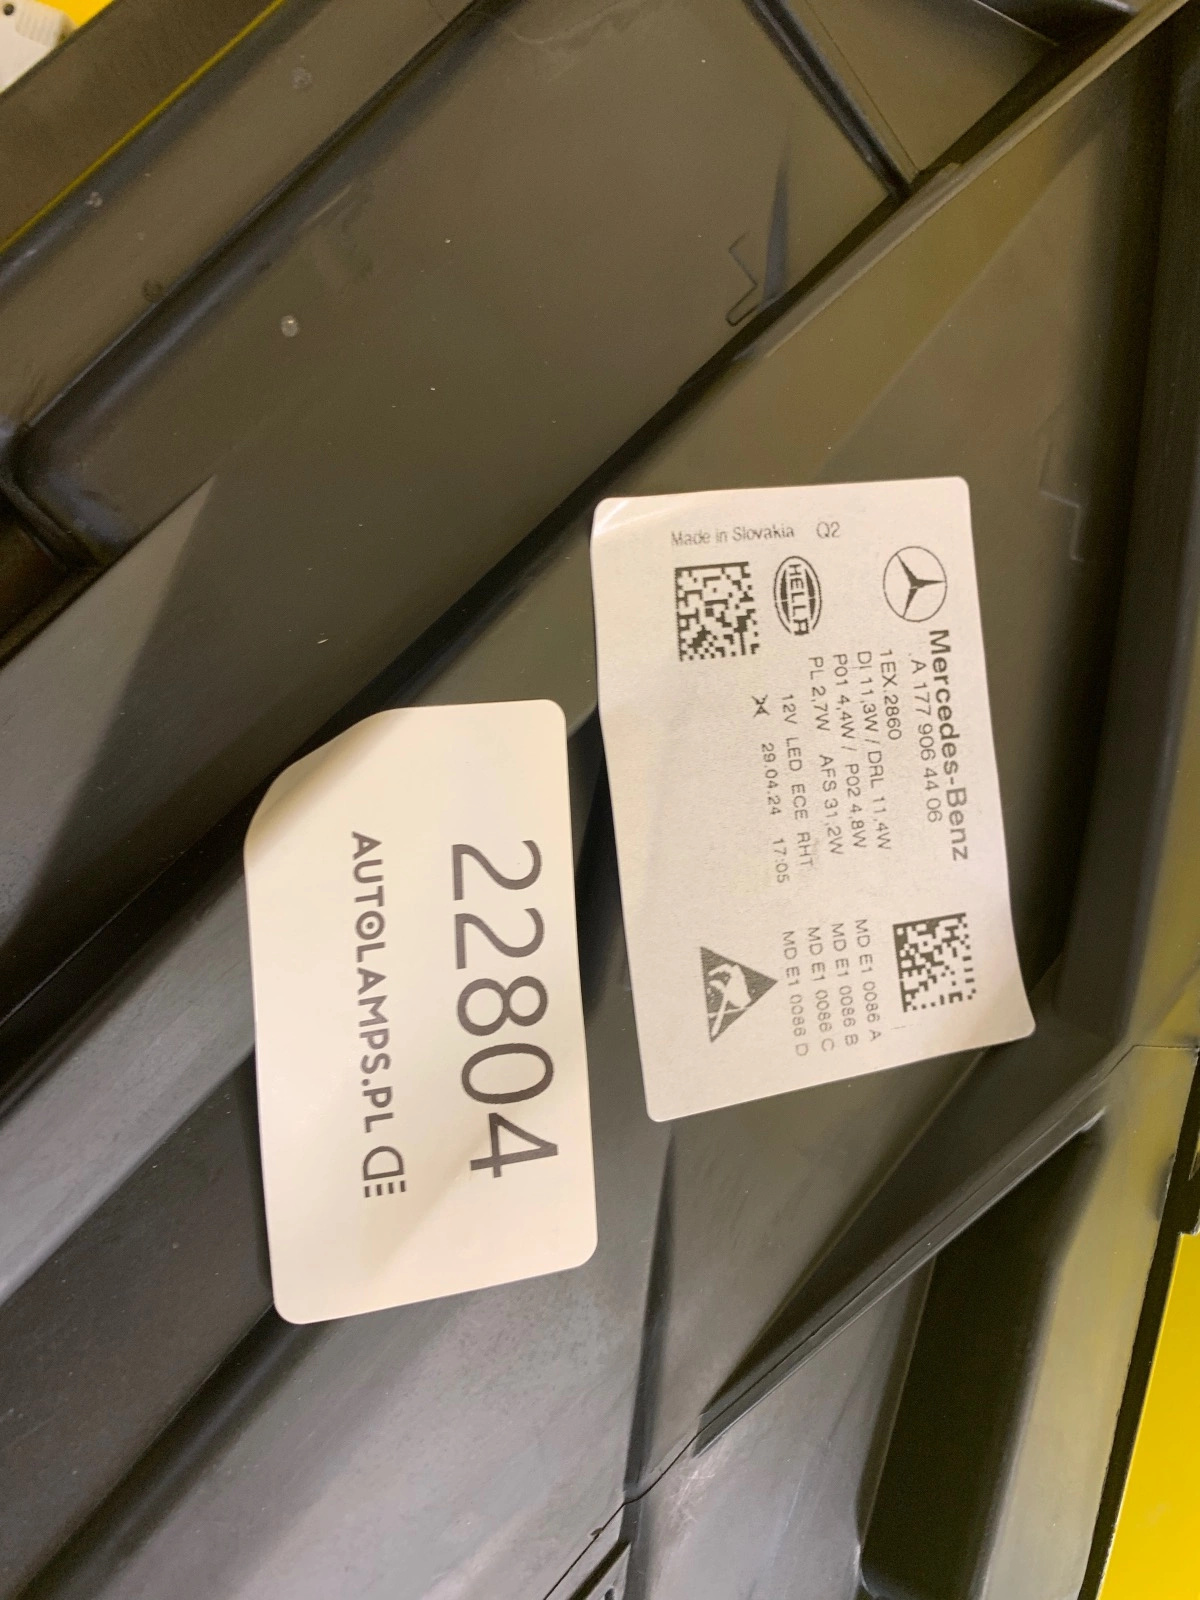 Mercedes-Benz
A 177 906 44 06
1EX.2860
DI 11,3W / DRL 11,4W
P01 4,4W / P02 4,8W
PL 2,7W AFS 31,2W
12V LED ECE RHT
29.04.24 17:05
HELLA
Made in Slovakia Q2
MD E1 0086 A
MD E1 0086 B
MD E1 0086 C
MD E1 0086 D
22804
AUTOLAMPS.PL